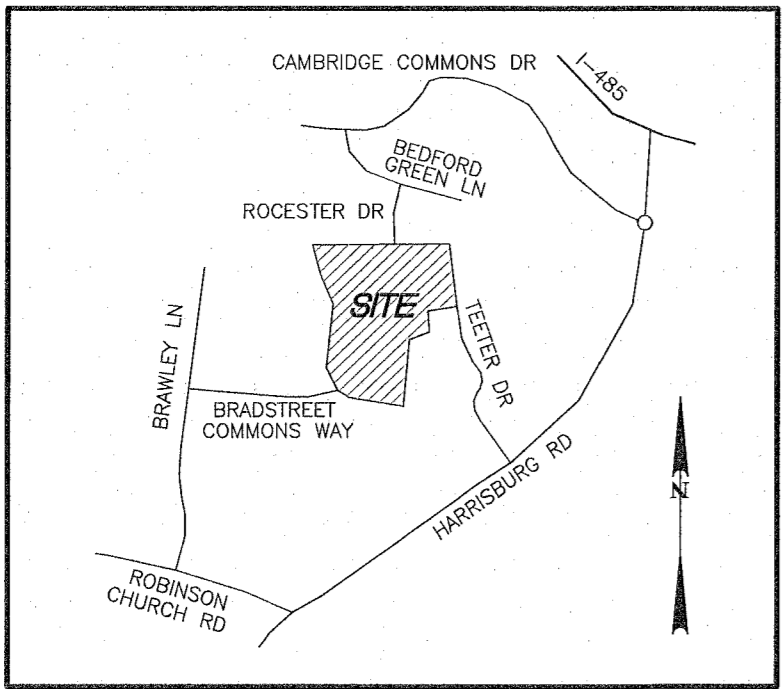 CAMBRIDGE COMMONS DR
I-485
BEDFORD
GREEN LN
ROCESTER DR
SITE
BRAWLEY LN
TEETER DR
BRADSTREET
COMMONS WAY
HARRISBURG RD
N
ROBINSON
CHURCH RD